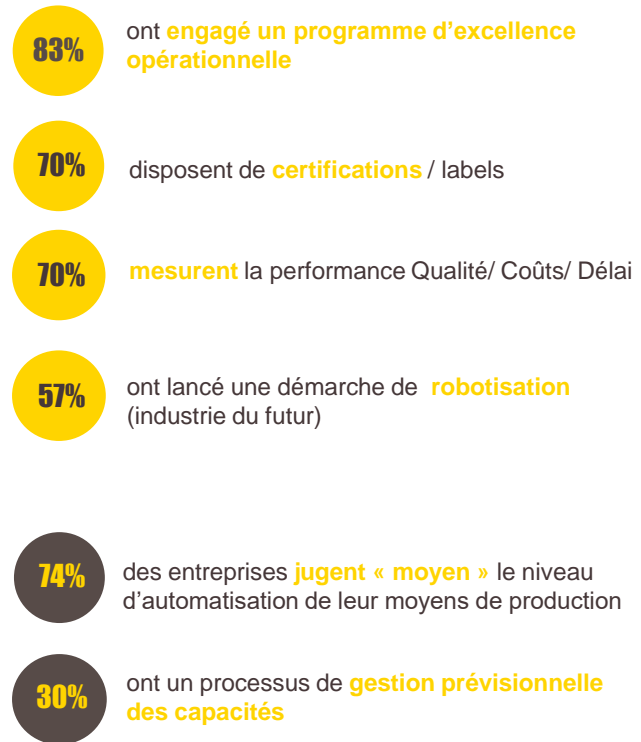 83%
ont engagé un programme d’excellence
opérationnelle
70%
disposent de certifications / labels
70%
mesurent la performance Qualité/ Coûts/ Délai
57%
ont lancé une démarche de robotisation
(industrie du futur)
74%
des entreprises jugent « moyen » le niveau
d’automatisation de leur moyens de production
30%
ont un processus de gestion prévisionnelle
des capacités